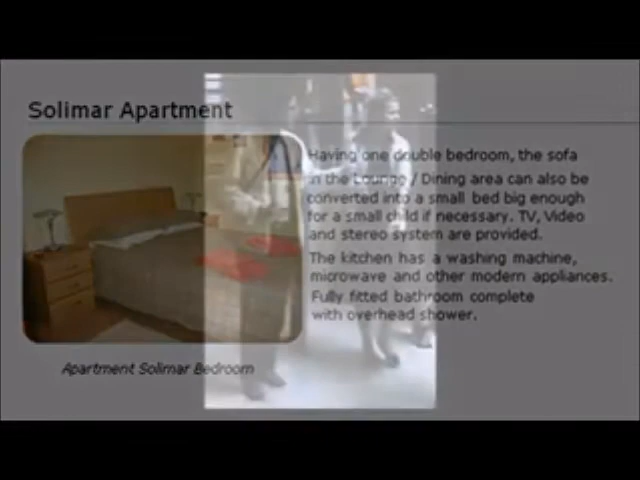 Solimar Apartment
Having one double bedroom, the sofa
in the Lounge / Dining area can also be
converted into a small bed big enough
for a small child if necessary. TV, Video
and stereo system are provided.
The kitchen has a washing machine,
microwave and other modern appliances.
Fully fitted bathroom complete
with overhead shower.
Apartment Solimar Bedroom